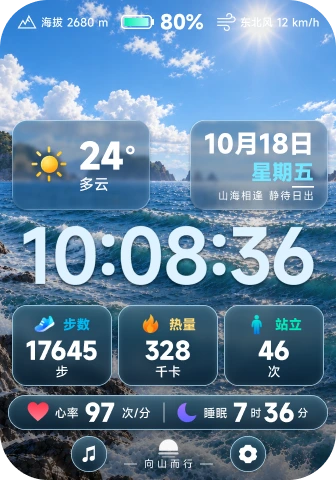 海拔 2680 m 80% 东北风 12 km/h
24°
多云
10月18日
星期五
山海相逢 静待日出
10:08:36
步数 热量 站立
17645 328 46
步 千卡 次
心率 97 次/分 睡眠 7时36分
向山而行